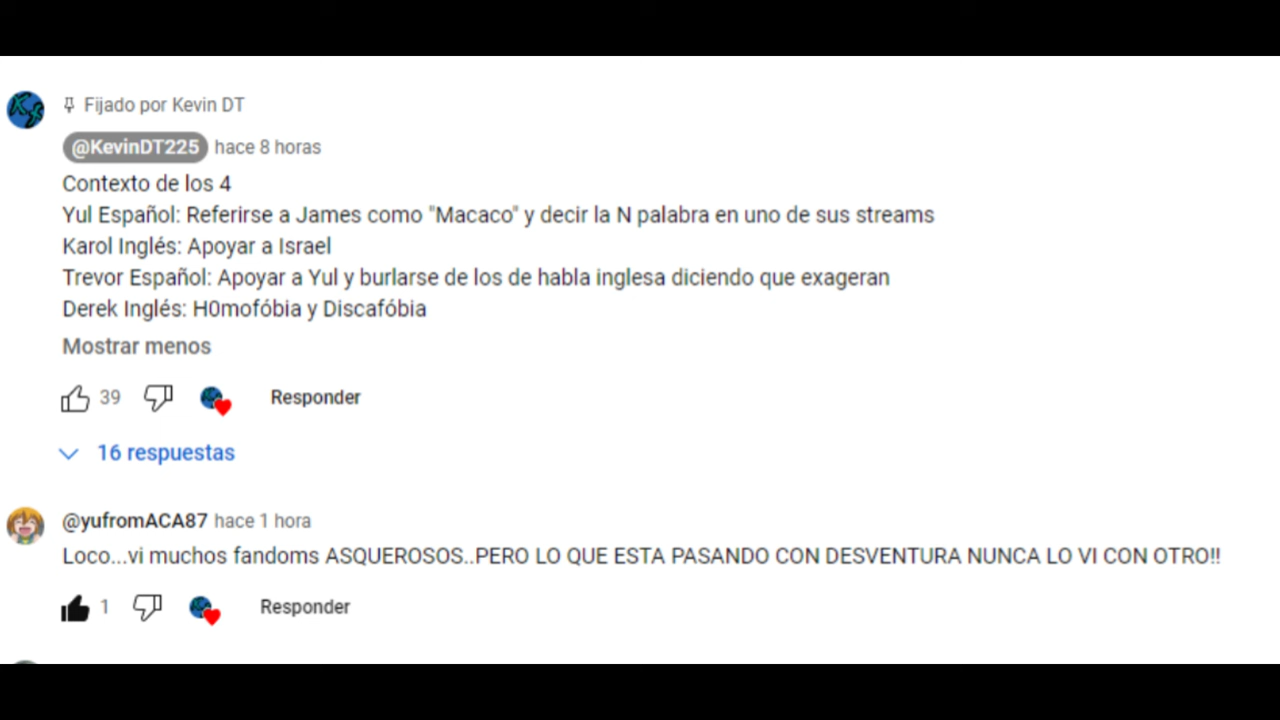 Fijado por Kevin DT
@KevinDT225 hace 8 horas
Contexto de los 4
Yul Español: Referirse a James como "Macaco" y decir la N palabra en uno de sus streams
Karol Inglés: Apoyar a Israel
Trevor Español: Apoyar a Yul y burlarse de los de habla inglesa diciendo que exageran
Derek Inglés: H0mofóbia y Discafóbia
Mostrar menos
39 Responder
16 respuestas
@yufromACA87 hace 1 hora
Loco...vi muchos fandoms ASQUEROSOS..PERO LO QUE ESTA PASANDO CON DESVENTURA NUNCA LO VI CON OTRO!!
1 Responder